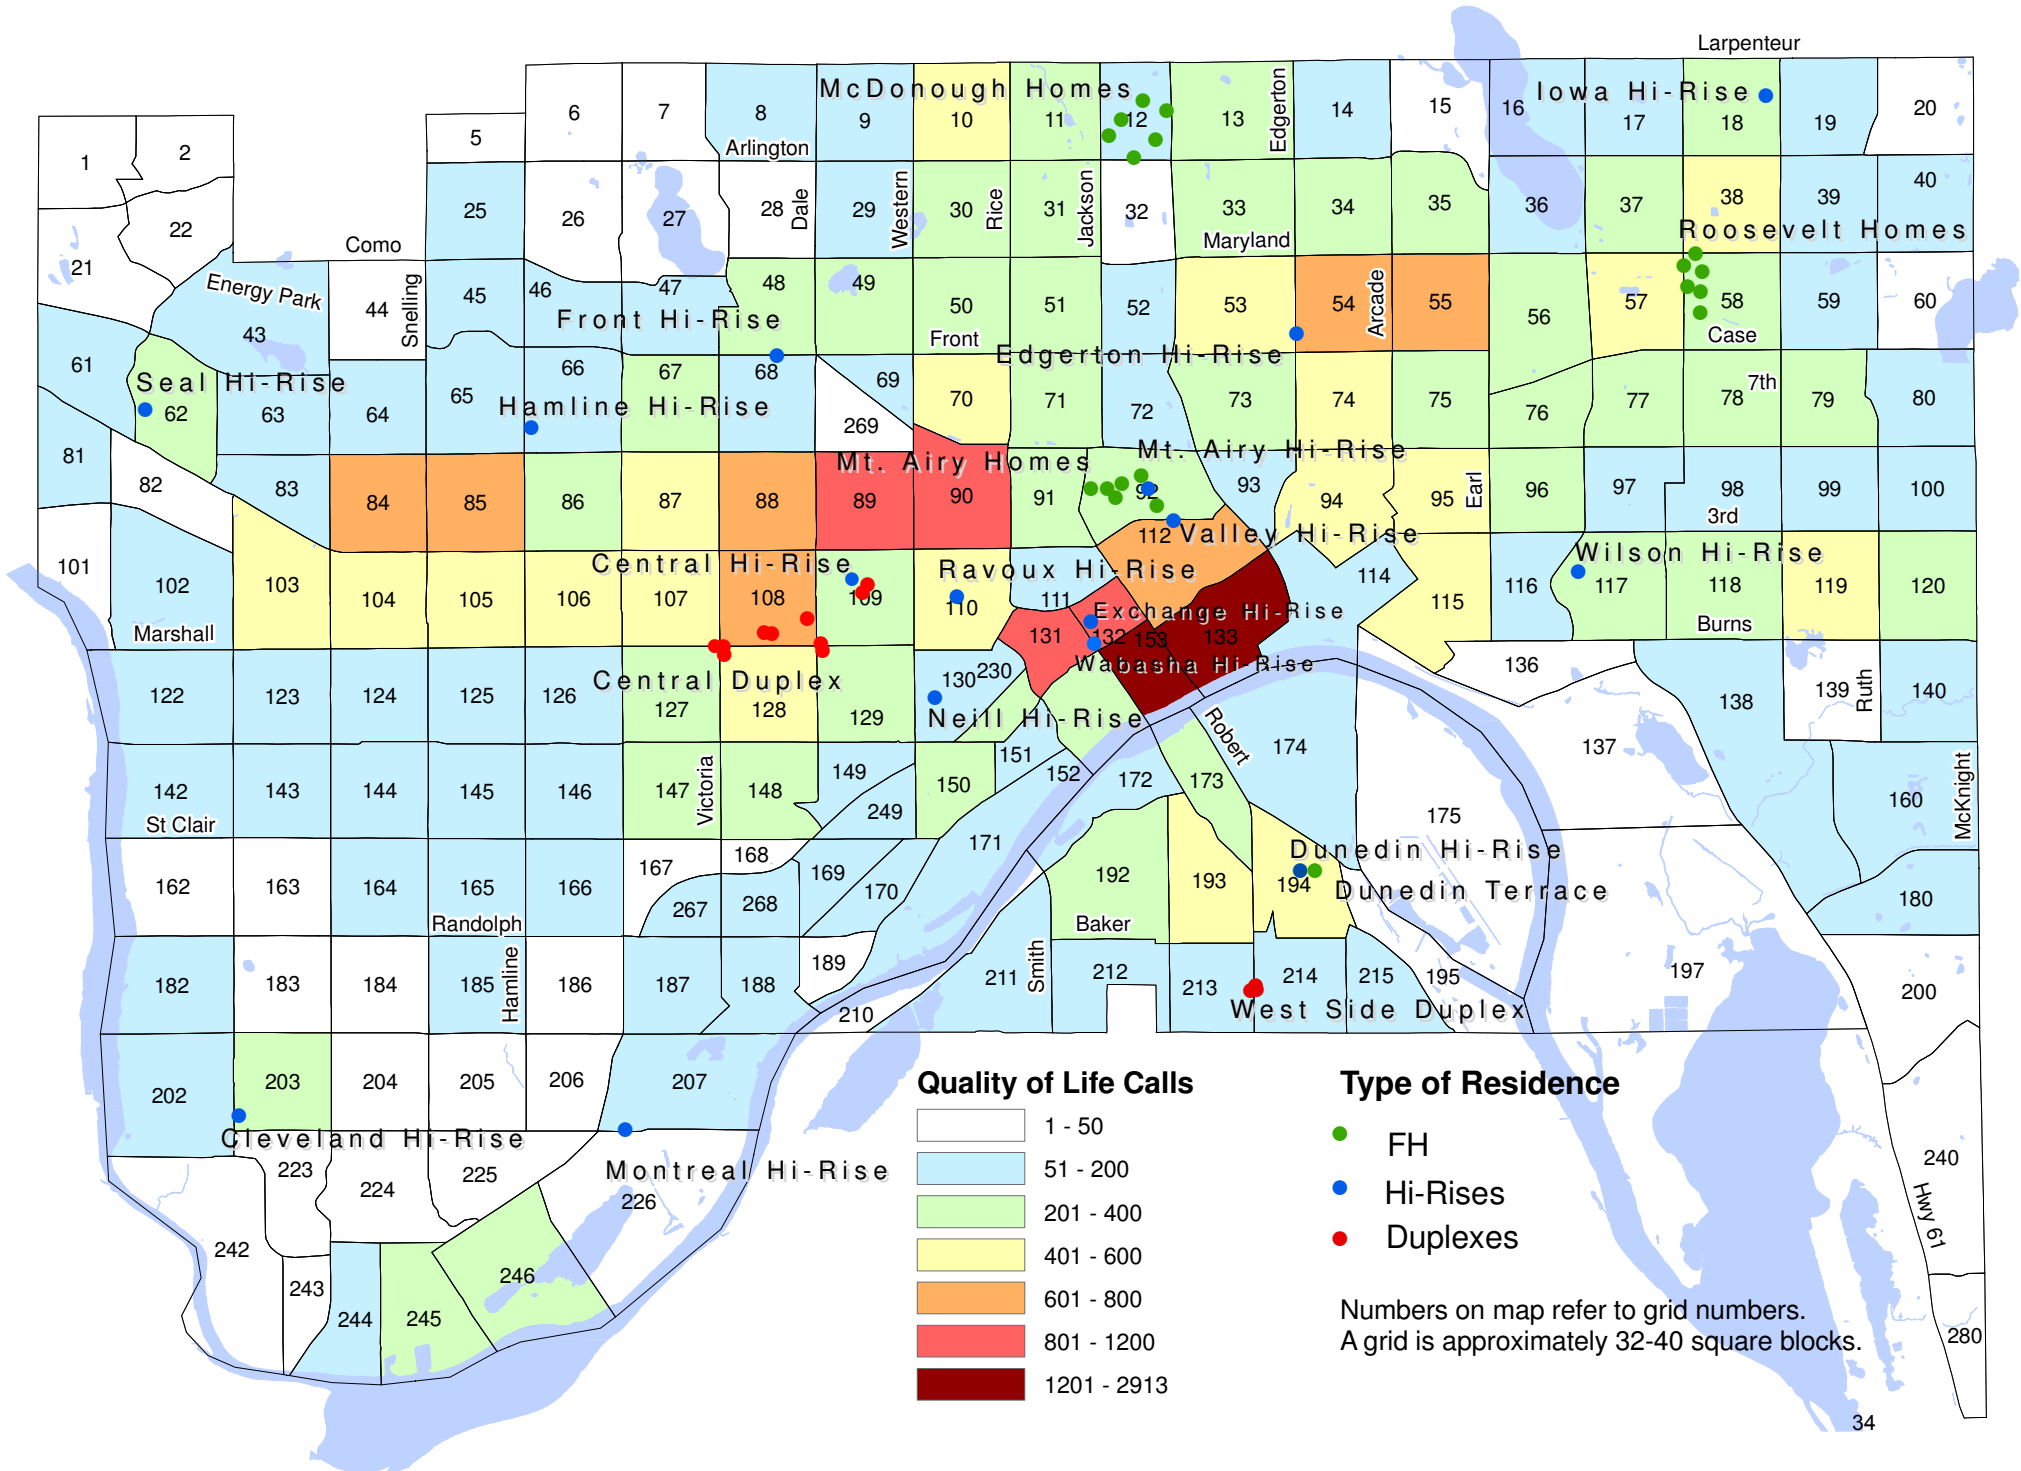 Larpenteur
McDonough Homes
Iowa Hi-Rise
1 2 5 6 7 8 9 10 11 12 13 14 15 16 17 18 19 20
Arlington
Edgerton
21 22 25 26 27 28 29 30 31 32 33 34 35 36 37 38 39 40
Dale
Western
Rice
Jackson
Maryland
Roosevelt Homes
Como
Energy Park
Snelling
43 44 45 46 47 48 49 50 51 52 53 54 55 56 57 58 59 60
Arcade
Front Hi-Rise
Front
Case
Edgerton Hi-Rise
61 62 63 64 65 66 67 68 69 269 70 71 72 73 74 75 76 77 78 79 80
7th
Seal Hi-Rise
Hamline Hi-Rise
Mt. Airy Homes
Mt. Airy Hi-Rise
81 82 83 84 85 86 87 88 89 90 91 92 93 94 95 96 97 98 99 100
Earl
3rd
Valley Hi-Rise
Wilson Hi-Rise
Central Hi-Rise
Ravoux Hi-Rise
101 102 103 104 105 106 107 108 109 110 111 112 114 115 116 117 118 119 120
Exchange Hi-Rise
Marshall
Burns
131 132 153 133
Wabasha Hi-Rise
Central Duplex
122 123 124 125 126 127 128 129 130 230 136 137 138 139 140
Ruth
Neill Hi-Rise
Robert
142 143 144 145 146 147 148 149 249 150 151 152 172 173 174 175 160
Victoria
McKnight
St Clair
Dunedin Hi-Rise
Dunedin Terrace
162 163 164 165 166 167 168 267 268 169 170 171 192 193 194 180
Randolph
Baker
182 183 184 185 186 187 188 189 210 211 212 213 214 215 195 197 200
Hamline
Smith
West Side Duplex
202 203 204 205 206 207
Cleveland Hi-Rise
Montreal Hi-Rise
223 224 225 226 240
Hwy 61
242 243 244 245 246 280
34
Quality of Life Calls
1 - 50
51 - 200
201 - 400
401 - 600
601 - 800
801 - 1200
1201 - 2913
Type of Residence
FH
Hi-Rises
Duplexes
Numbers on map refer to grid numbers.
A grid is approximately 32-40 square blocks.